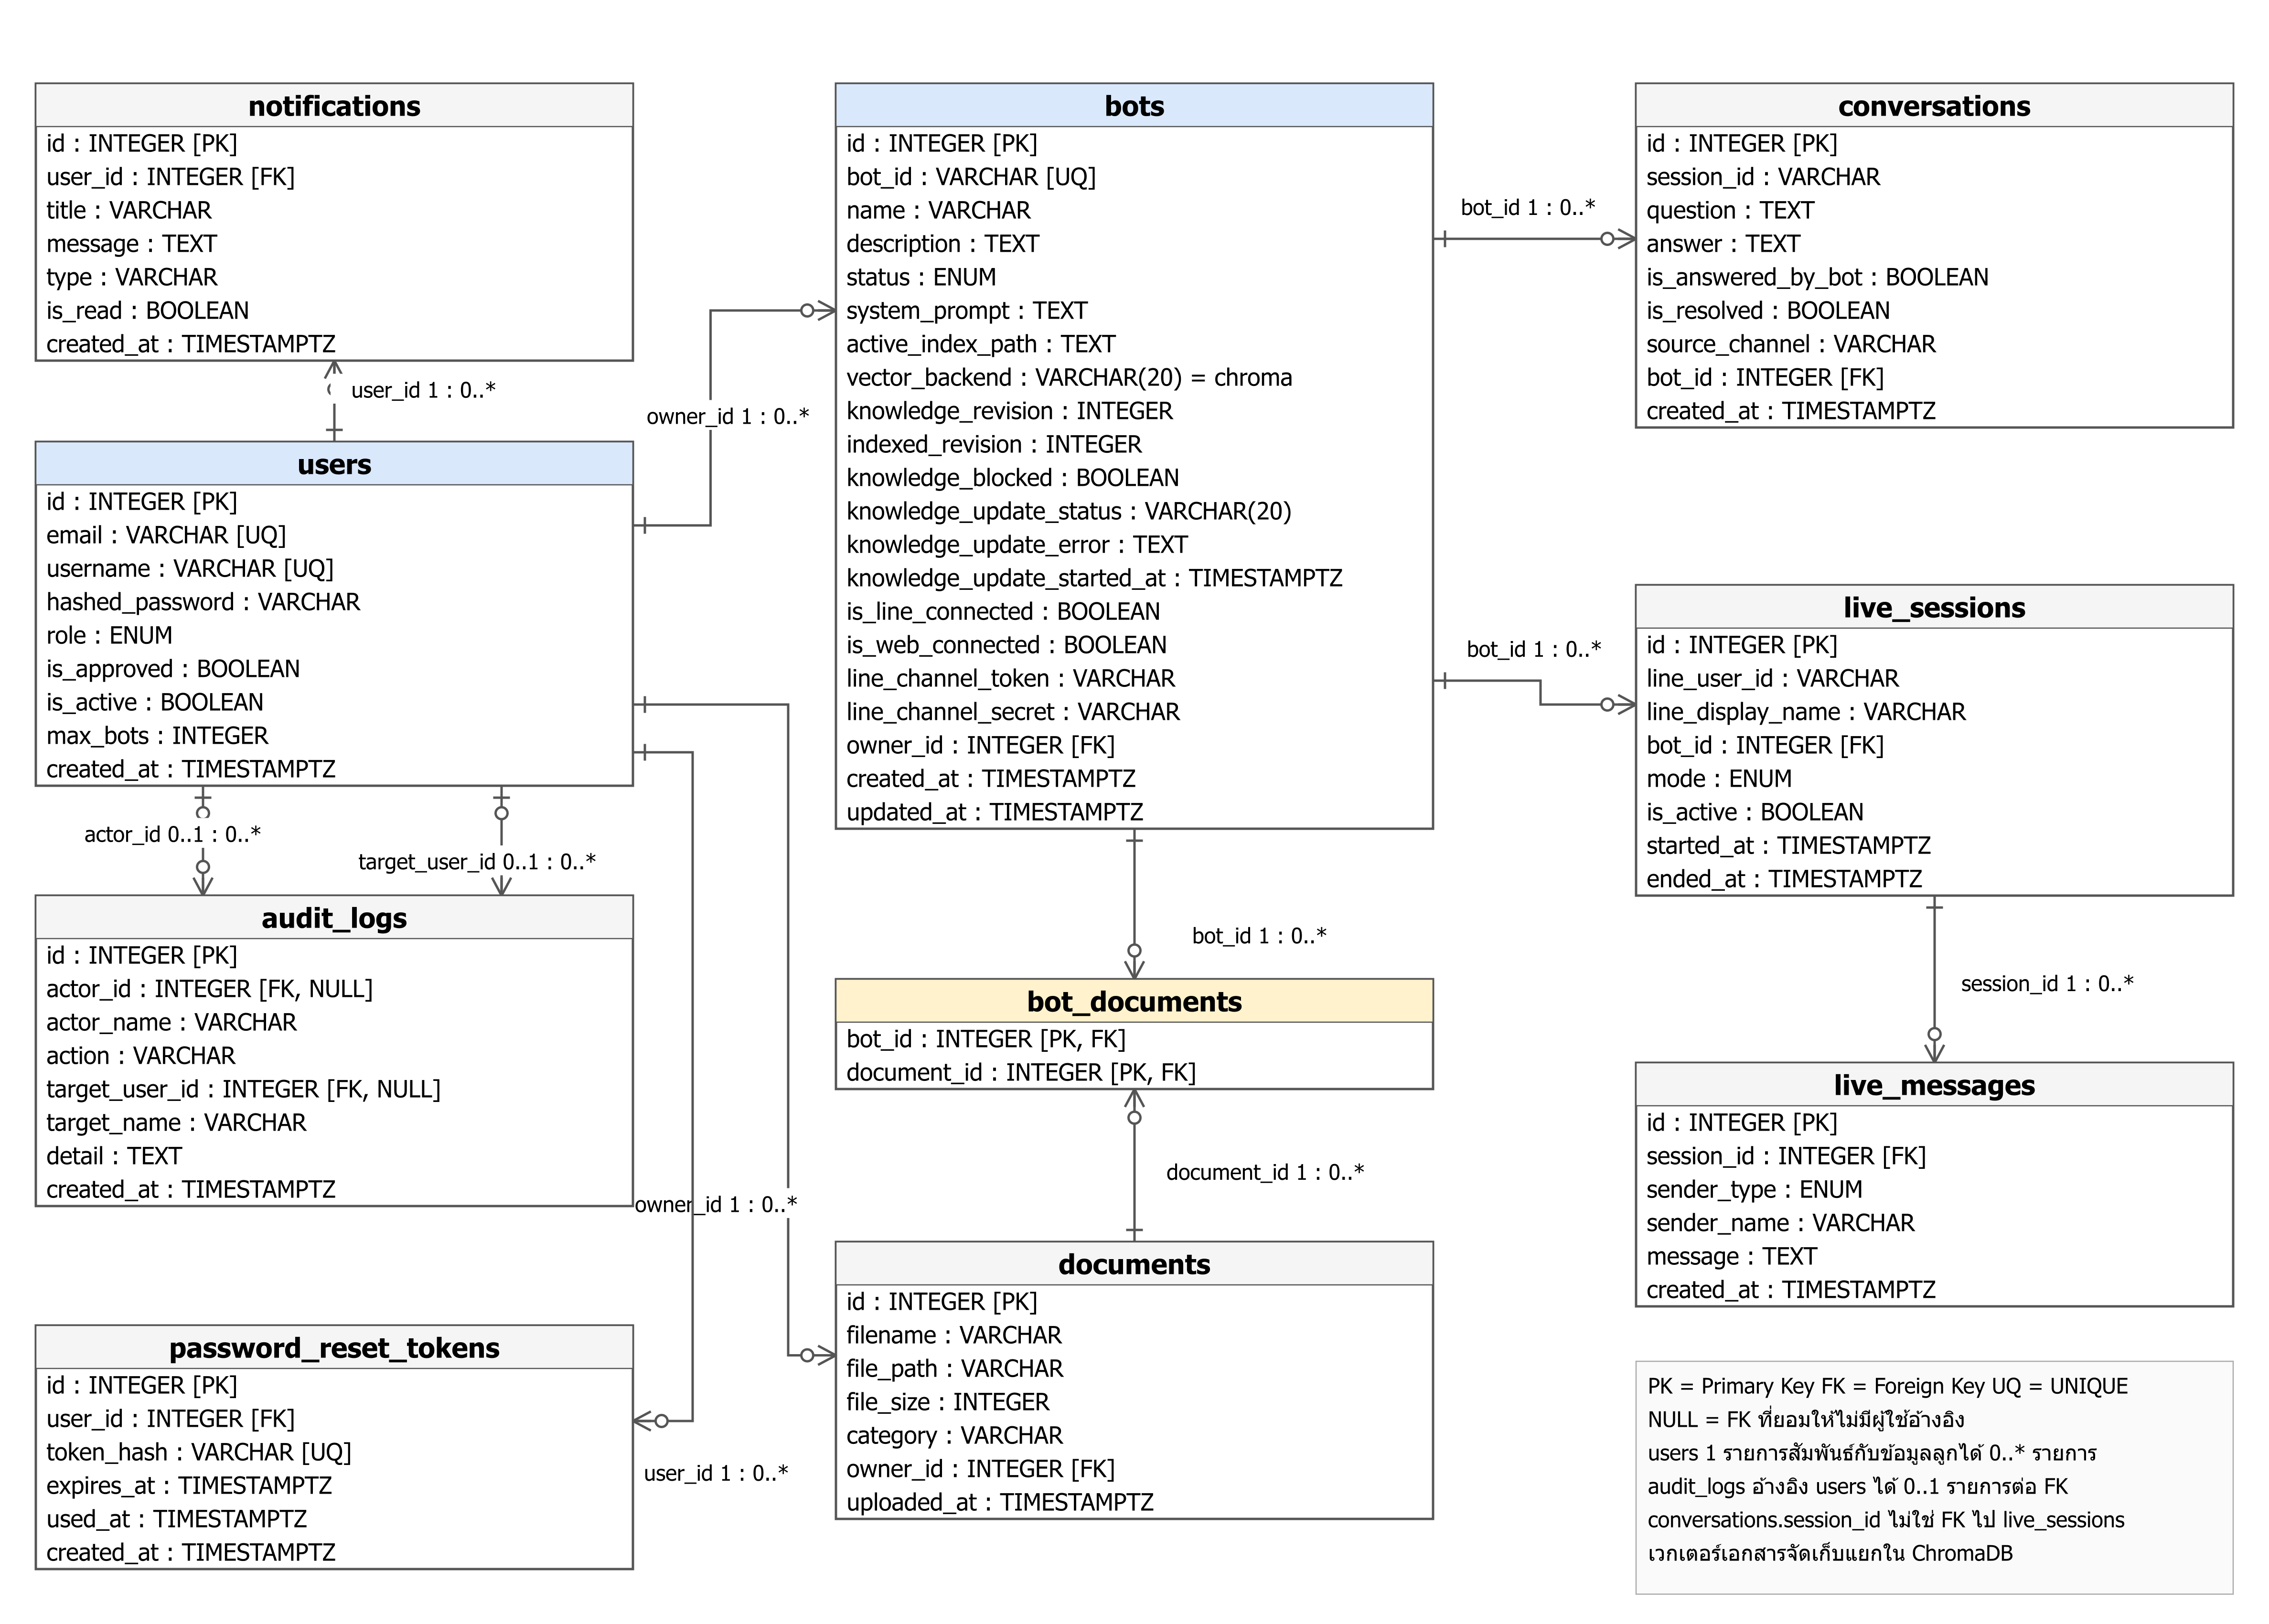 notifications
id : INTEGER [PK]
user_id : INTEGER [FK]
title : VARCHAR
message : TEXT
type : VARCHAR
is_read : BOOLEAN
created_at : TIMESTAMPTZ
user_id 1 : 0..*
users
id : INTEGER [PK]
email : VARCHAR [UQ]
username : VARCHAR [UQ]
hashed_password : VARCHAR
role : ENUM
is_approved : BOOLEAN
is_active : BOOLEAN
max_bots : INTEGER
created_at : TIMESTAMPTZ
actor_id 0..1 : 0..*
target_user_id 0..1 : 0..*
audit_logs
id : INTEGER [PK]
actor_id : INTEGER [FK, NULL]
actor_name : VARCHAR
action : VARCHAR
target_user_id : INTEGER [FK, NULL]
target_name : VARCHAR
detail : TEXT
created_at : TIMESTAMPTZ
password_reset_tokens
id : INTEGER [PK]
user_id : INTEGER [FK]
token_hash : VARCHAR [UQ]
expires_at : TIMESTAMPTZ
used_at : TIMESTAMPTZ
created_at : TIMESTAMPTZ
owner_id 1 : 0..*
owner_id 1 : 0..*
user_id 1 : 0..*
bots
id : INTEGER [PK]
bot_id : VARCHAR [UQ]
name : VARCHAR
description : TEXT
status : ENUM
system_prompt : TEXT
active_index_path : TEXT
vector_backend : VARCHAR(20) = chroma
knowledge_revision : INTEGER
indexed_revision : INTEGER
knowledge_blocked : BOOLEAN
knowledge_update_status : VARCHAR(20)
knowledge_update_error : TEXT
knowledge_update_started_at : TIMESTAMPTZ
is_line_connected : BOOLEAN
is_web_connected : BOOLEAN
line_channel_token : VARCHAR
line_channel_secret : VARCHAR
owner_id : INTEGER [FK]
created_at : TIMESTAMPTZ
updated_at : TIMESTAMPTZ
bot_id 1 : 0..*
bot_documents
bot_id : INTEGER [PK, FK]
document_id : INTEGER [PK, FK]
document_id 1 : 0..*
documents
id : INTEGER [PK]
filename : VARCHAR
file_path : VARCHAR
file_size : INTEGER
category : VARCHAR
owner_id : INTEGER [FK]
uploaded_at : TIMESTAMPTZ
bot_id 1 : 0..*
conversations
id : INTEGER [PK]
session_id : VARCHAR
question : TEXT
answer : TEXT
is_answered_by_bot : BOOLEAN
is_resolved : BOOLEAN
source_channel : VARCHAR
bot_id : INTEGER [FK]
created_at : TIMESTAMPTZ
bot_id 1 : 0..*
live_sessions
id : INTEGER [PK]
line_user_id : VARCHAR
line_display_name : VARCHAR
bot_id : INTEGER [FK]
mode : ENUM
is_active : BOOLEAN
started_at : TIMESTAMPTZ
ended_at : TIMESTAMPTZ
session_id 1 : 0..*
live_messages
id : INTEGER [PK]
session_id : INTEGER [FK]
sender_type : ENUM
sender_name : VARCHAR
message : TEXT
created_at : TIMESTAMPTZ
PK = Primary Key FK = Foreign Key UQ = UNIQUE
NULL = FK ที่ยอมให้ไม่มีผู้ใช้อ้างอิง
users 1 รายการสัมพันธ์กับข้อมูลลูกได้ 0..* รายการ
audit_logs อ้างอิง users ได้ 0..1 รายการต่อ FK
conversations.session_id ไม่ใช่ FK ไป live_sessions
เวกเตอร์เอกสารจัดเก็บแยกใน ChromaDB